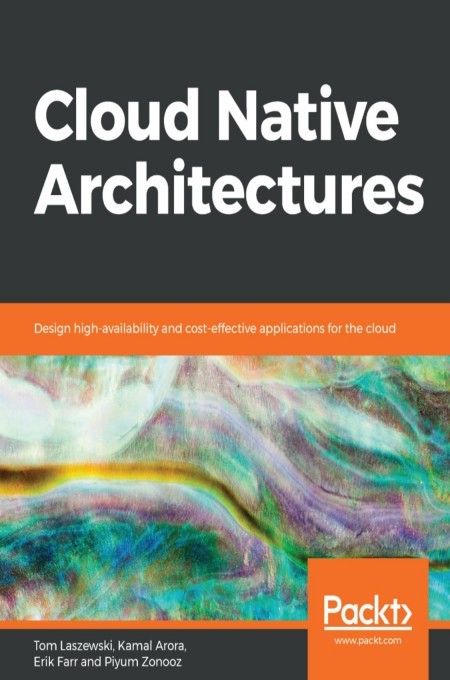 Cloud Native
Architectures
Design high-availability and cost-effective applications for the cloud
Packt>
www.packt.com
Tom Laszewski, Kamal Arora,
Erik Farr and Piyum Zonooz